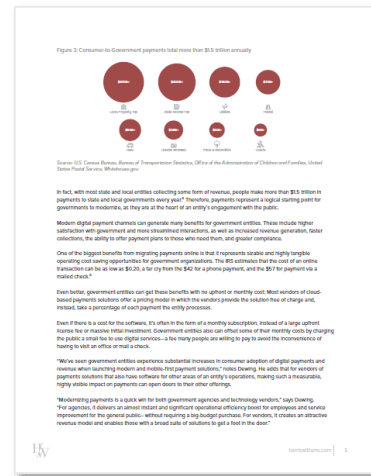 Figure 3: Consumer-to-Government payments total more than $1.5 trillion annually
Source: U.S. Census Bureau, Bureau of Transportation Statistics, Office of the Administration of Children and Families, United
States Postal Service, Whitehouse.gov
In fact, with most state and local entities collecting some form of revenue, people make more than $1.5 trillion in
payments to state and local governments every year. Therefore, payments represent a logical starting point for
governments to modernize, as they are at the heart of an entity's engagement with the public.
Modern digital payment channels can generate many benefits for government entities. These include higher
satisfaction with government and more streamlined interactions, as well as increased revenue generation, faster
collections, the ability to offer payment plans to those who need them, and greater compliance.
One of the biggest benefits from migrating payments online is that it represents sizable and highly tangible
operating cost saving opportunities for government organizations. The IRS estimates that the cost of an online
transaction can be as low as $0.20, a far cry from the $42 for a phone payment, and the $57 for payment via a
mailed check.
Even better, government entities can get these benefits with no upfront or monthly cost. Most vendors of cloud-
based payments solutions offer a pricing model in which the vendors provide the solution free of charge and,
instead, take a percentage of each payment the entity processes.
Even if there is a cost for the software, it's often in the form of a monthly subscription, instead of a large upfront
license fee or massive initial investment. Government entities also can offset some of their monthly costs by charging
the public a small fee to use digital services—a fee many people are willing to pay to avoid the inconvenience of
having to visit an office or mail a check.
"We've seen government entities experience substantial increases in consumer adoption of digital payments and
revenue when launching modern and mobile-first payment solutions," notes Dewing. He adds that for vendors of
payments solutions that also have software for other areas of an entity's operations, making such a measurable,
highly visible impact on payments can open doors to their other offerings.
"Modernizing payments is a quick win for both government agencies and technology vendors," says Dewing.
"For agencies, it delivers an almost instant and significant operational efficiency boost for employees and service
improvement for the general public—without requiring a big-budget purchase. For vendors, it creates an attractive
revenue model and enables those with a broad suite of solutions to get a foot in the door."
harriswilliams.com